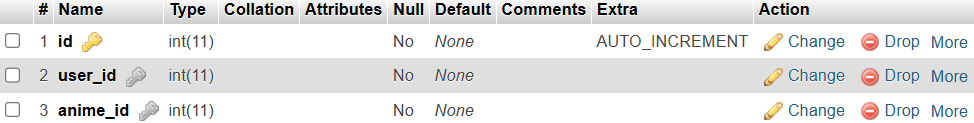 # Name Type Collation Attributes Null Default Comments Extra Action
1 id int(11) No None AUTO_INCREMENT Change Drop More
2 user_id int(11) No None Change Drop More
3 anime_id int(11) No None Change Drop More